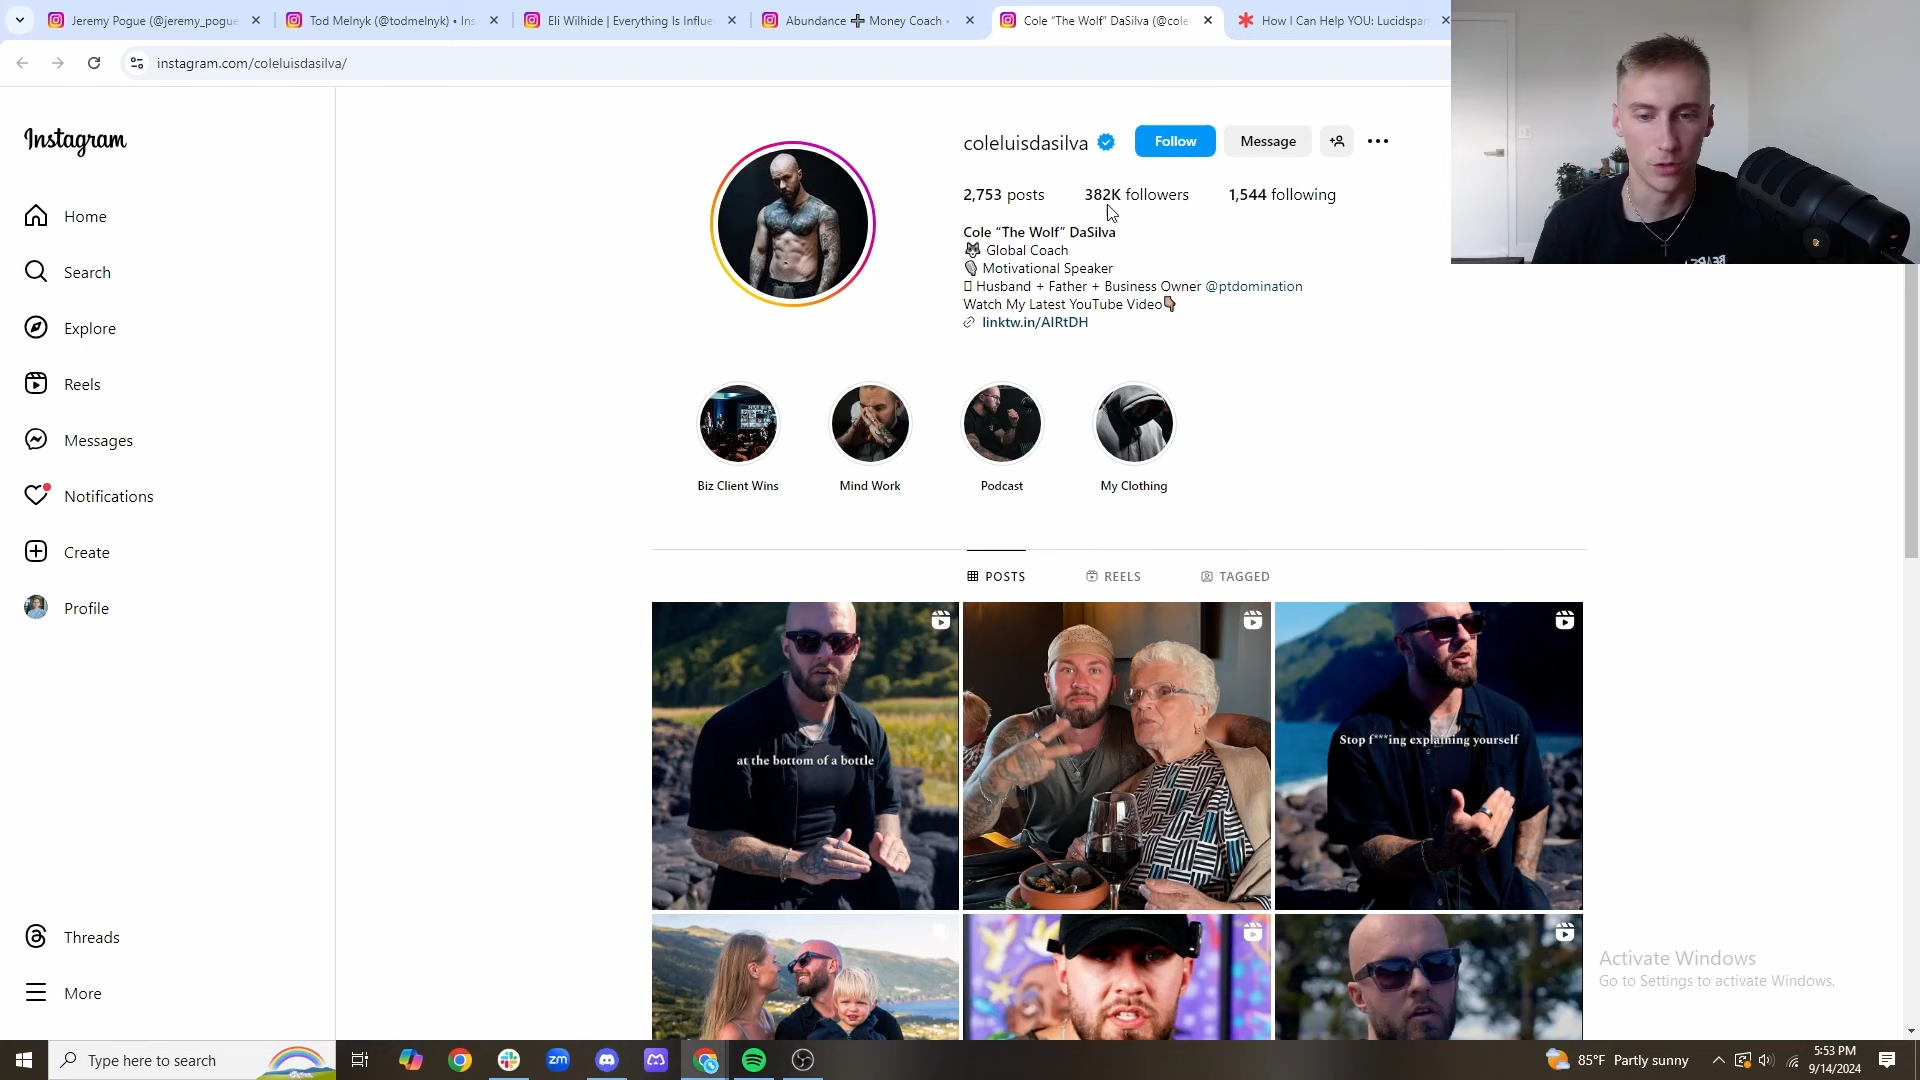 Jeremy Pogue (@jeremy_pogue
Tod Melnyk (@todmelnyk) • Ins
Eli Wilhide | Everything Is Influe
Abundance ➕ Money Coach •
Cole “The Wolf” DaSilva (@cole
How I Can Help YOU: Lucidspar
instagram.com/coleluisdasilva/
Instagram
Home
Search
Explore
Reels
Messages
Notifications
Create
Profile
Threads
More
coleluisdasilva
Follow
Message
2,753 posts 382K followers 1,544 following
Cole “The Wolf” DaSilva
🐺 Global Coach
Motivational Speaker
Husband + Father + Business Owner @ptdomination
Watch My Latest YouTube Video👇🏽
linktw.in/AIRtDH
Biz Client Wins
Mind Work
Podcast
My Clothing
POSTS
REELS
TAGGED
at the bottom of a bottle
Stop f***ing explaining yourself
Activate Windows
Go to Settings to activate Windows.
Type here to search
zm
85°F Partly sunny
5:53 PM
9/14/2024